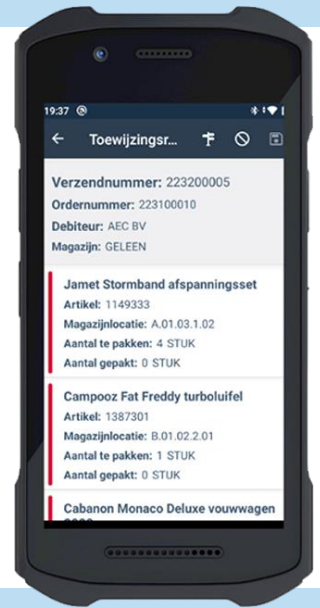 19:37
Toewijzingsr...
Verzendnummer: 223200005
Ordernummer: 223100010
Debiteur: AEC BV
Magazijn: GELEEN
Jamet Stormband afspanningsset
Artikel: 1149333
Magazijnlocatie: A.01.03.1.02
Aantal te pakken: 4 STUK
Aantal gepakt: 0 STUK
Campooz Fat Freddy turboluifel
Artikel: 1387301
Magazijnlocatie: B.01.02.2.01
Aantal te pakken: 1 STUK
Aantal gepakt: 0 STUK
Cabanon Monaco Deluxe vouwwagen